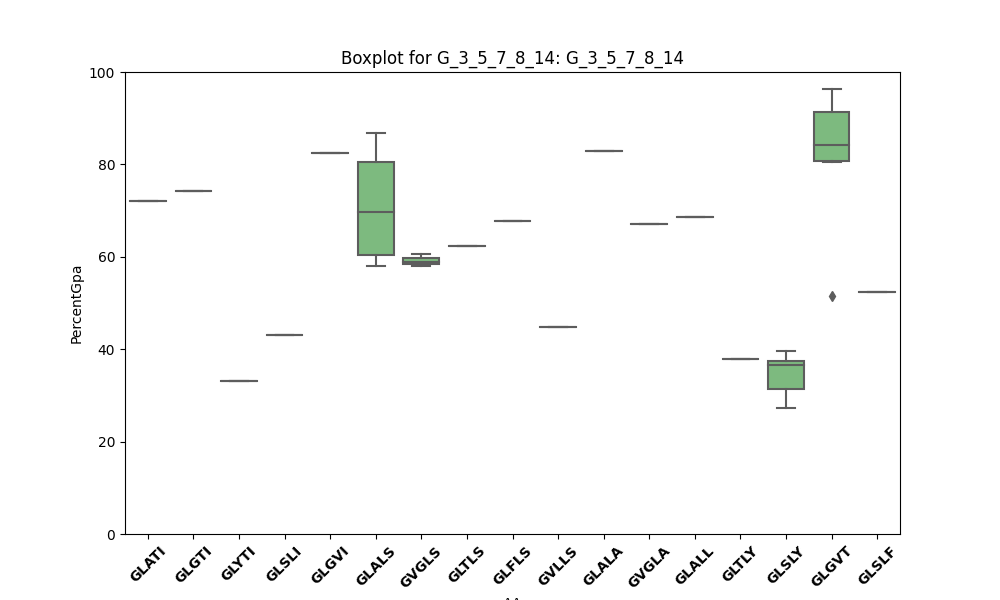 Boxplot for G_3_5_7_8_14: G_3_5_7_8_14
100
80
60
40
20
0
PercentGpa
GLATI
GLGTI
GLYTI
GLSLI
GLGVI
GLALS
GVGLS
GLTLS
GLFLS
GVLLS
GLALA
GVGLA
GLALL
GLTLY
GLSLY
GLGVT
GLSLF